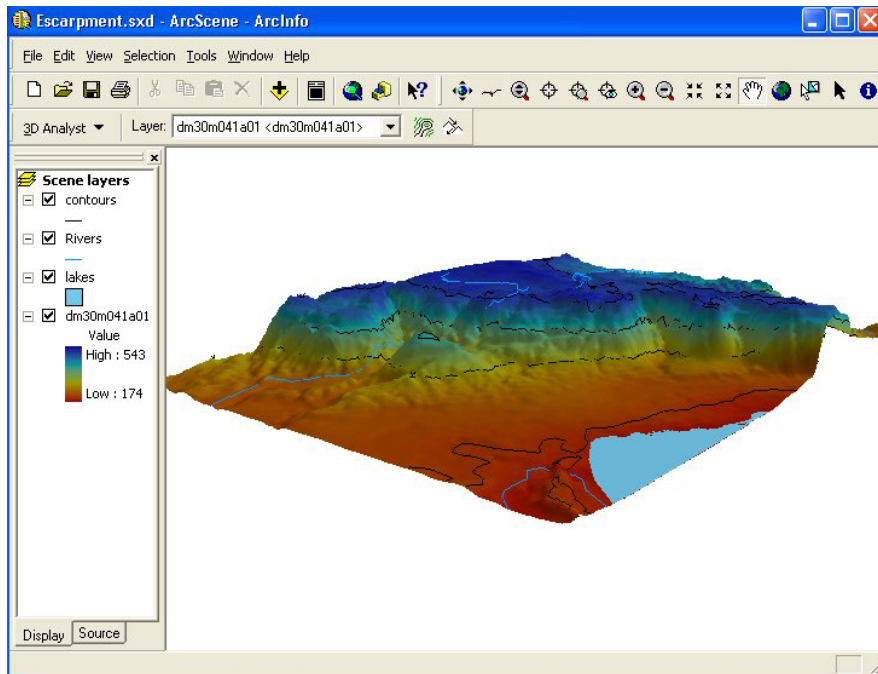 Escarpment.sxd - ArcScene - ArcInfo
File Edit View Selection Tools Window Help
3D Analyst Layer: dm30m041a01 <dm30m041a01>
Scene layers
contours
Rivers
lakes
dm30m041a01
Value
High : 543
Low : 174
Display Source